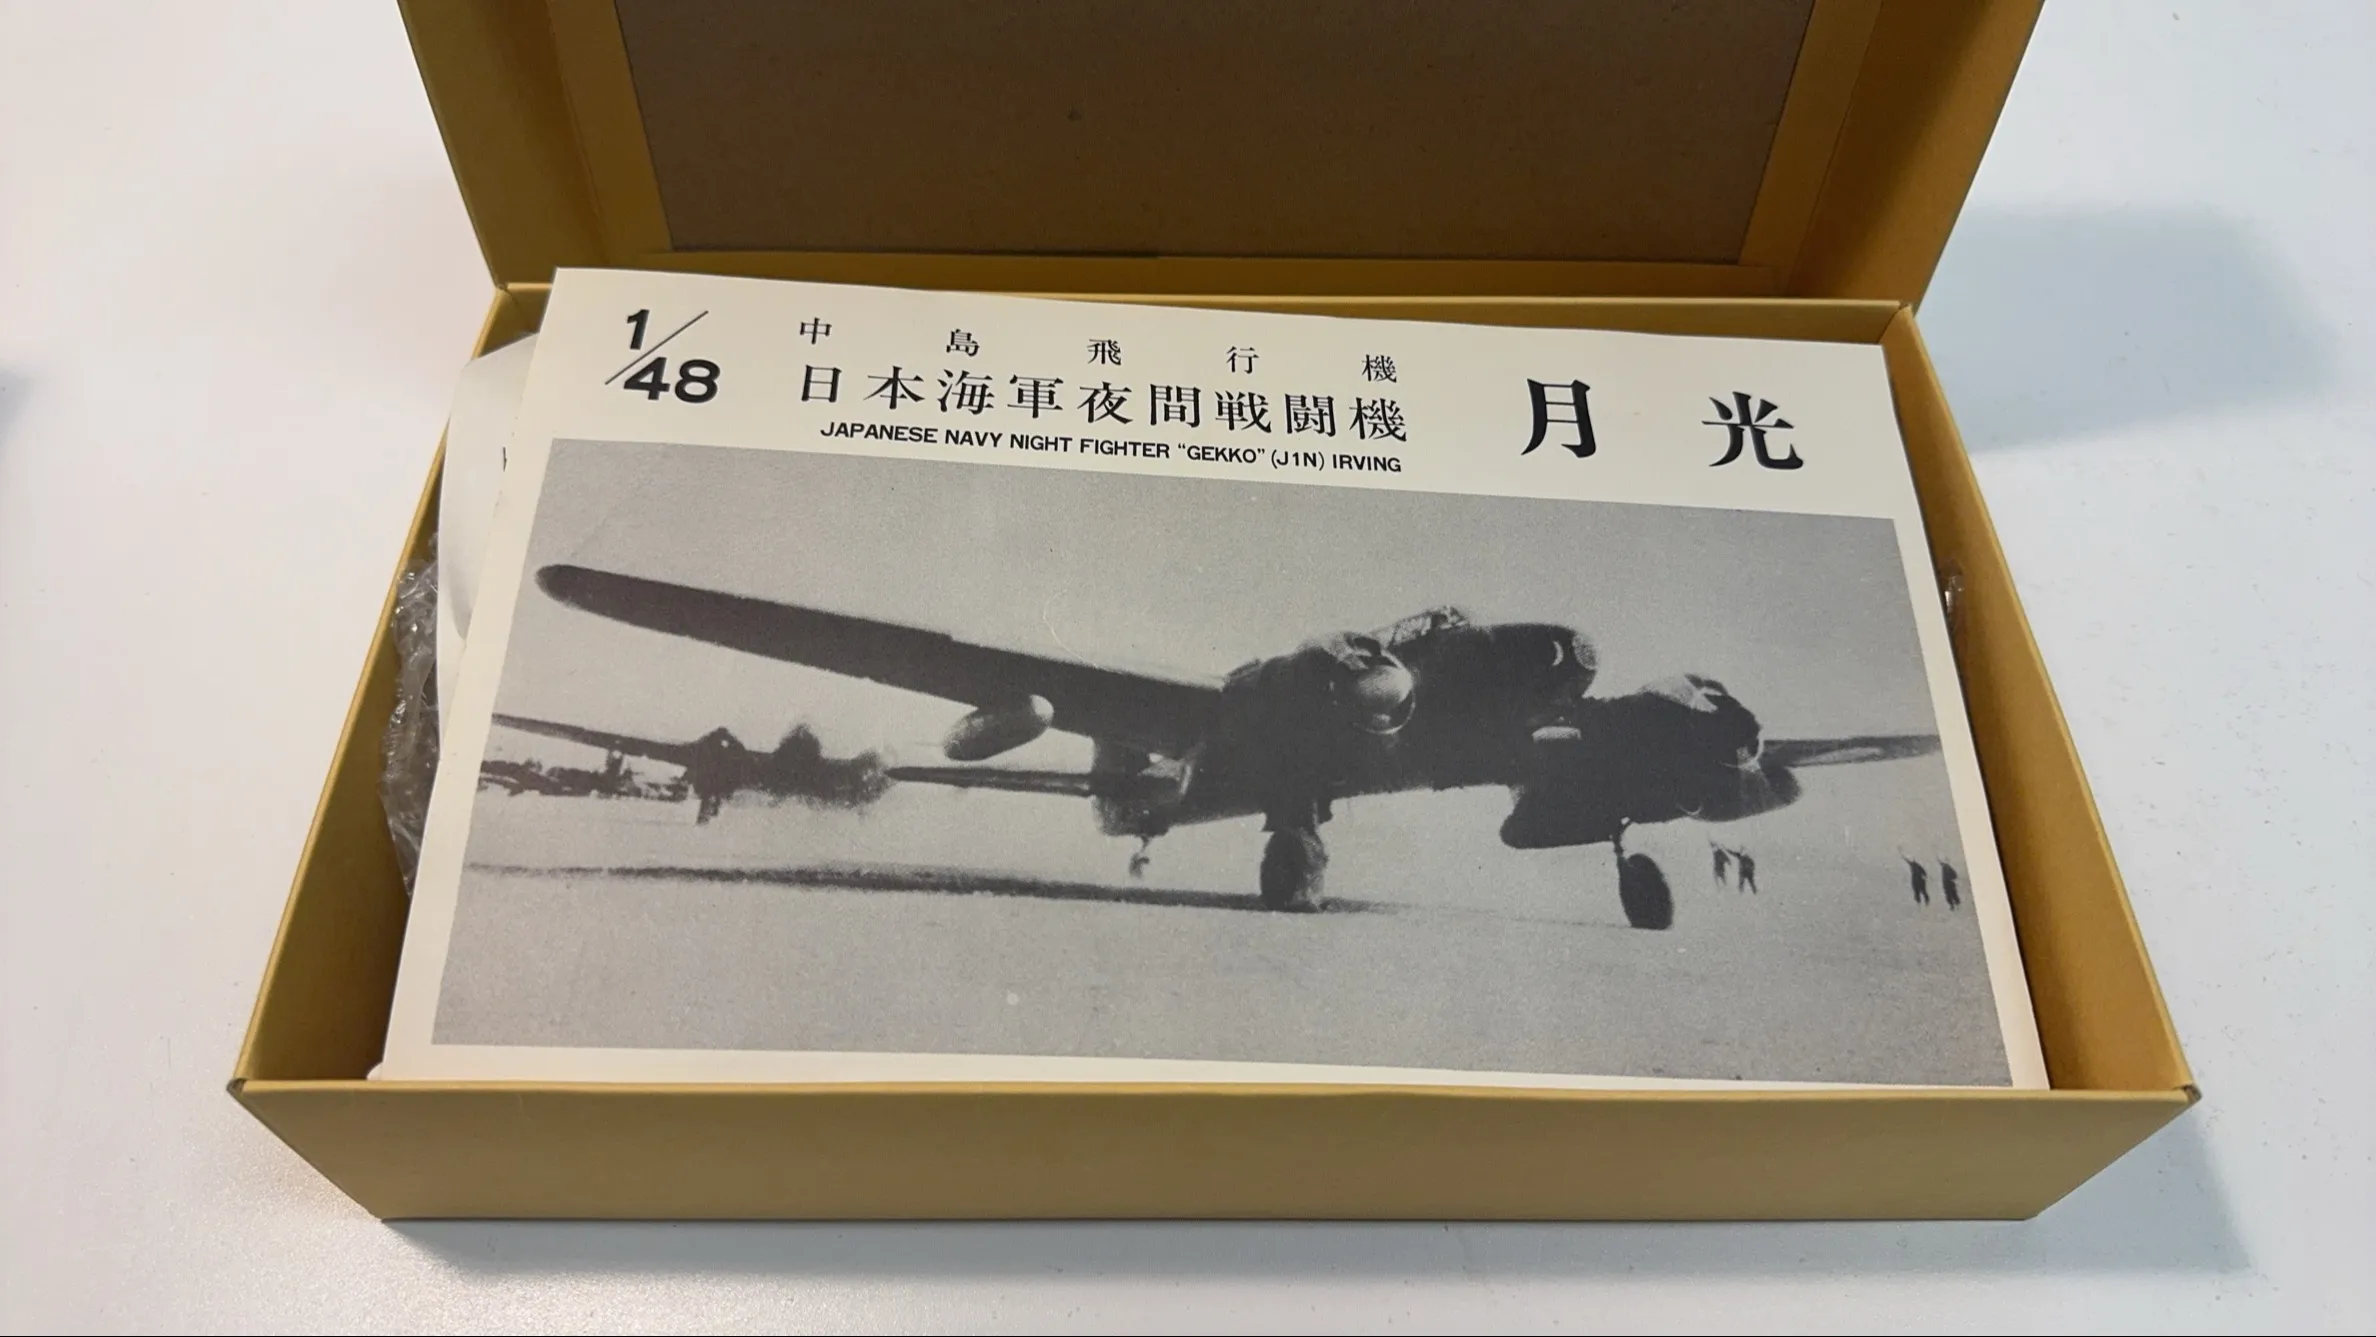 1/48
中島飛行機
日本海軍夜間戦闘機
月光
JAPANESE NAVY NIGHT FIGHTER “GEKKO” (J1N) IRVING